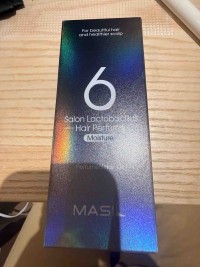 For beautiful hair
and healthier scalp
6
Salon Lactobacillus
Hair Perfume
Moisture
MASIL